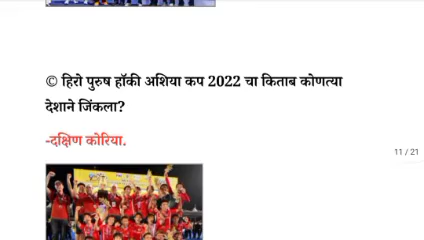 © हिरो पुरुष हॉकी अशिया कप 2022 चा किताब कोणत्या
देशाने जिंकला?
-दक्षिण कोरिया.
11 / 21